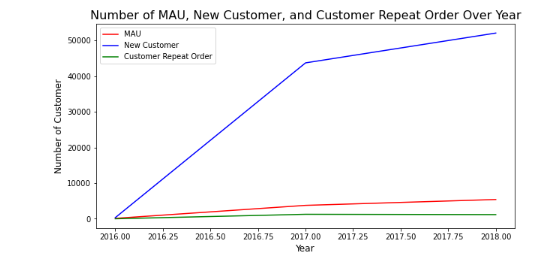 Number of MAU, New Customer, and Customer Repeat Order Over Year
MAU
New Customer
Customer Repeat Order
50000
40000
30000
20000
10000
0
Number of Customer
2016.00 2016.25 2016.50 2016.75 2017.00 2017.25 2017.50 2017.75 2018.00
Year